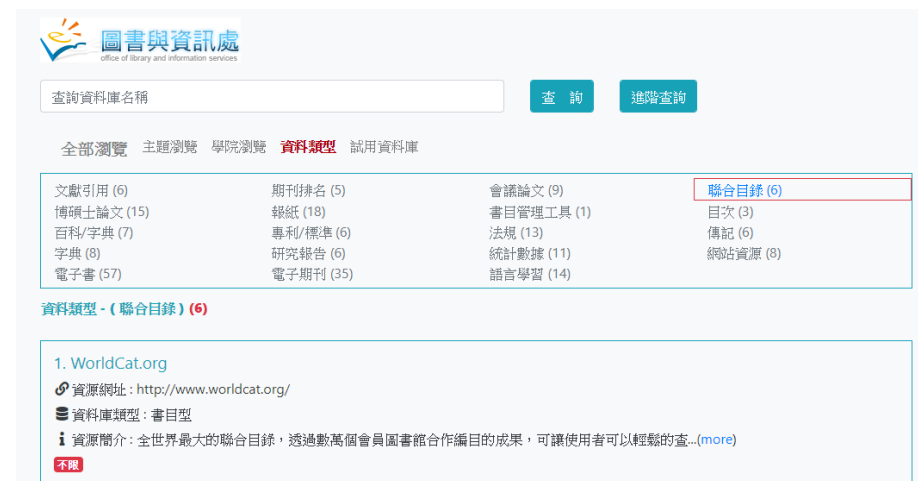 圖書與資訊處
office of library and information services
查詢資料庫名稱 查 詢 進階查詢
全部瀏覽 主題瀏覽 學院瀏覽 資料類型 試用資料庫
文獻引用 (6) 期刊排名 (5) 會議論文 (9) 聯合目錄 (6)
博碩士論文 (15) 報紙 (18) 書目管理工具 (1) 目次 (3)
百科/字典 (7) 專利/標準 (6) 法規 (13) 傳記 (6)
字典 (8) 研究報告 (6) 統計數據 (11) 網站資源 (8)
電子書 (57) 電子期刊 (35) 語言學習 (14)
資料類型 - ( 聯合目錄 ) (6)
1. WorldCat.org
資源網址 : http://www.worldcat.org/
資料庫類型 : 書目型
資源簡介 : 全世界最大的聯合目錄，透過數萬個會員圖書館合作編目的成果，可讓使用者可以輕鬆的查...(more)
不限